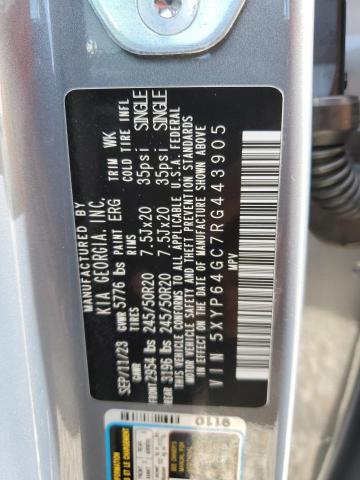 MANUFACTURED BY
KIA GEORGIA, INC.
SEP/11/23 GVWR 5776 lbs PAINT ERG TRIM WK
GAWR RIMS COLD TIRE INFL
FRONT 2954 lbs 245/50R20 7.5Jx20 35psi SINGLE
REAR 3196 lbs 245/50R20 7.5Jx20 35psi SINGLE
THIS VEHICLE CONFORMS TO ALL APPLICABLE U.S.A. FEDERAL
MOTOR VEHICLE SAFETY AND THEFT PREVENTION STANDARDS
IN EFFECT ON THE DATE OF MANUFACTURE SHOWN ABOVE
VIN 5XYP64GC7RG443905
MPV
9110